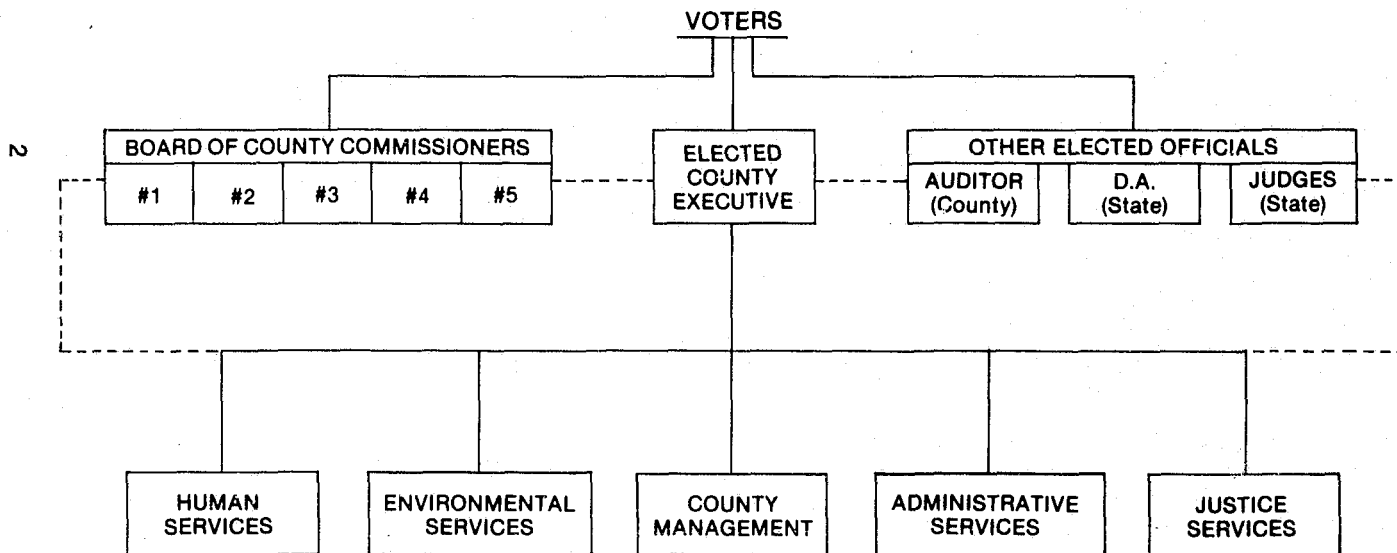 VOTERS
2
BOARD OF COUNTY COMMISSIONERS
#1 #2 #3 #4 #5
ELECTED
COUNTY
EXECUTIVE
OTHER ELECTED OFFICIALS
AUDITOR
(County)
D.A.
(State)
JUDGES
(State)
HUMAN
SERVICES
ENVIRONMENTAL
SERVICES
COUNTY
MANAGEMENT
ADMINISTRATIVE
SERVICES
JUSTICE
SERVICES